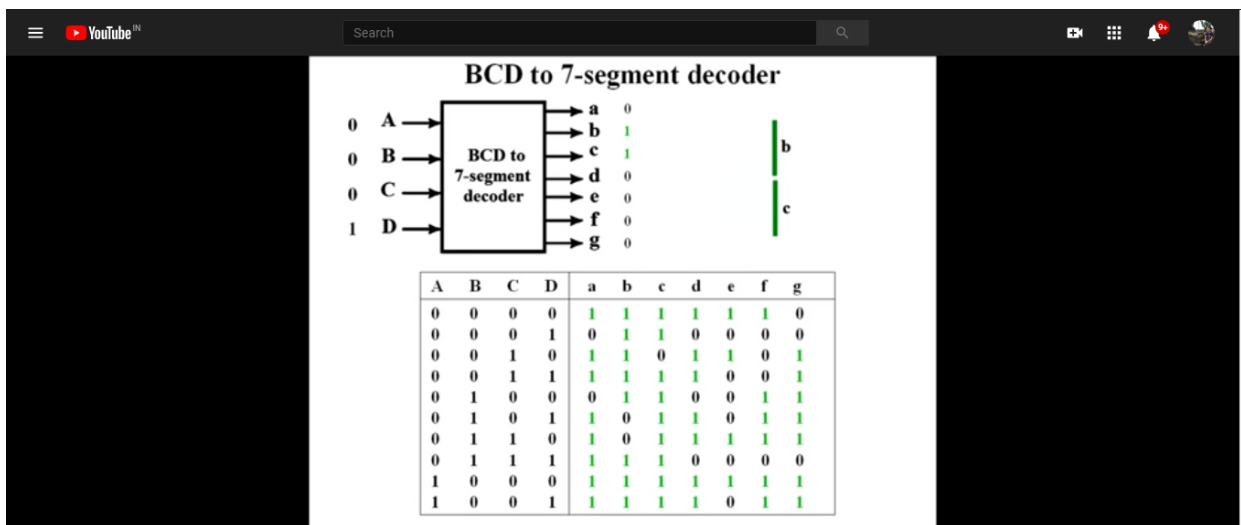 YouTube IN
Search
9+
BCD to 7-segment decoder
0 A
0 B
0 C
1 D
BCD to
7-segment
decoder
a 0
b 1
c 1
d 0
e 0
f 0
g 0
b
c
A B C D a b c d e f g
0 0 0 0 1 1 1 1 1 1 0
0 0 0 1 0 1 1 0 0 0 0
0 0 1 0 1 1 0 1 1 0 1
0 0 1 1 1 1 1 1 0 0 1
0 1 0 0 0 1 1 0 0 1 1
0 1 0 1 1 0 1 1 0 1 1
0 1 1 0 1 0 1 1 1 1 1
0 1 1 1 1 1 1 0 0 0 0
1 0 0 0 1 1 1 1 1 1 1
1 0 0 1 1 1 1 1 0 1 1